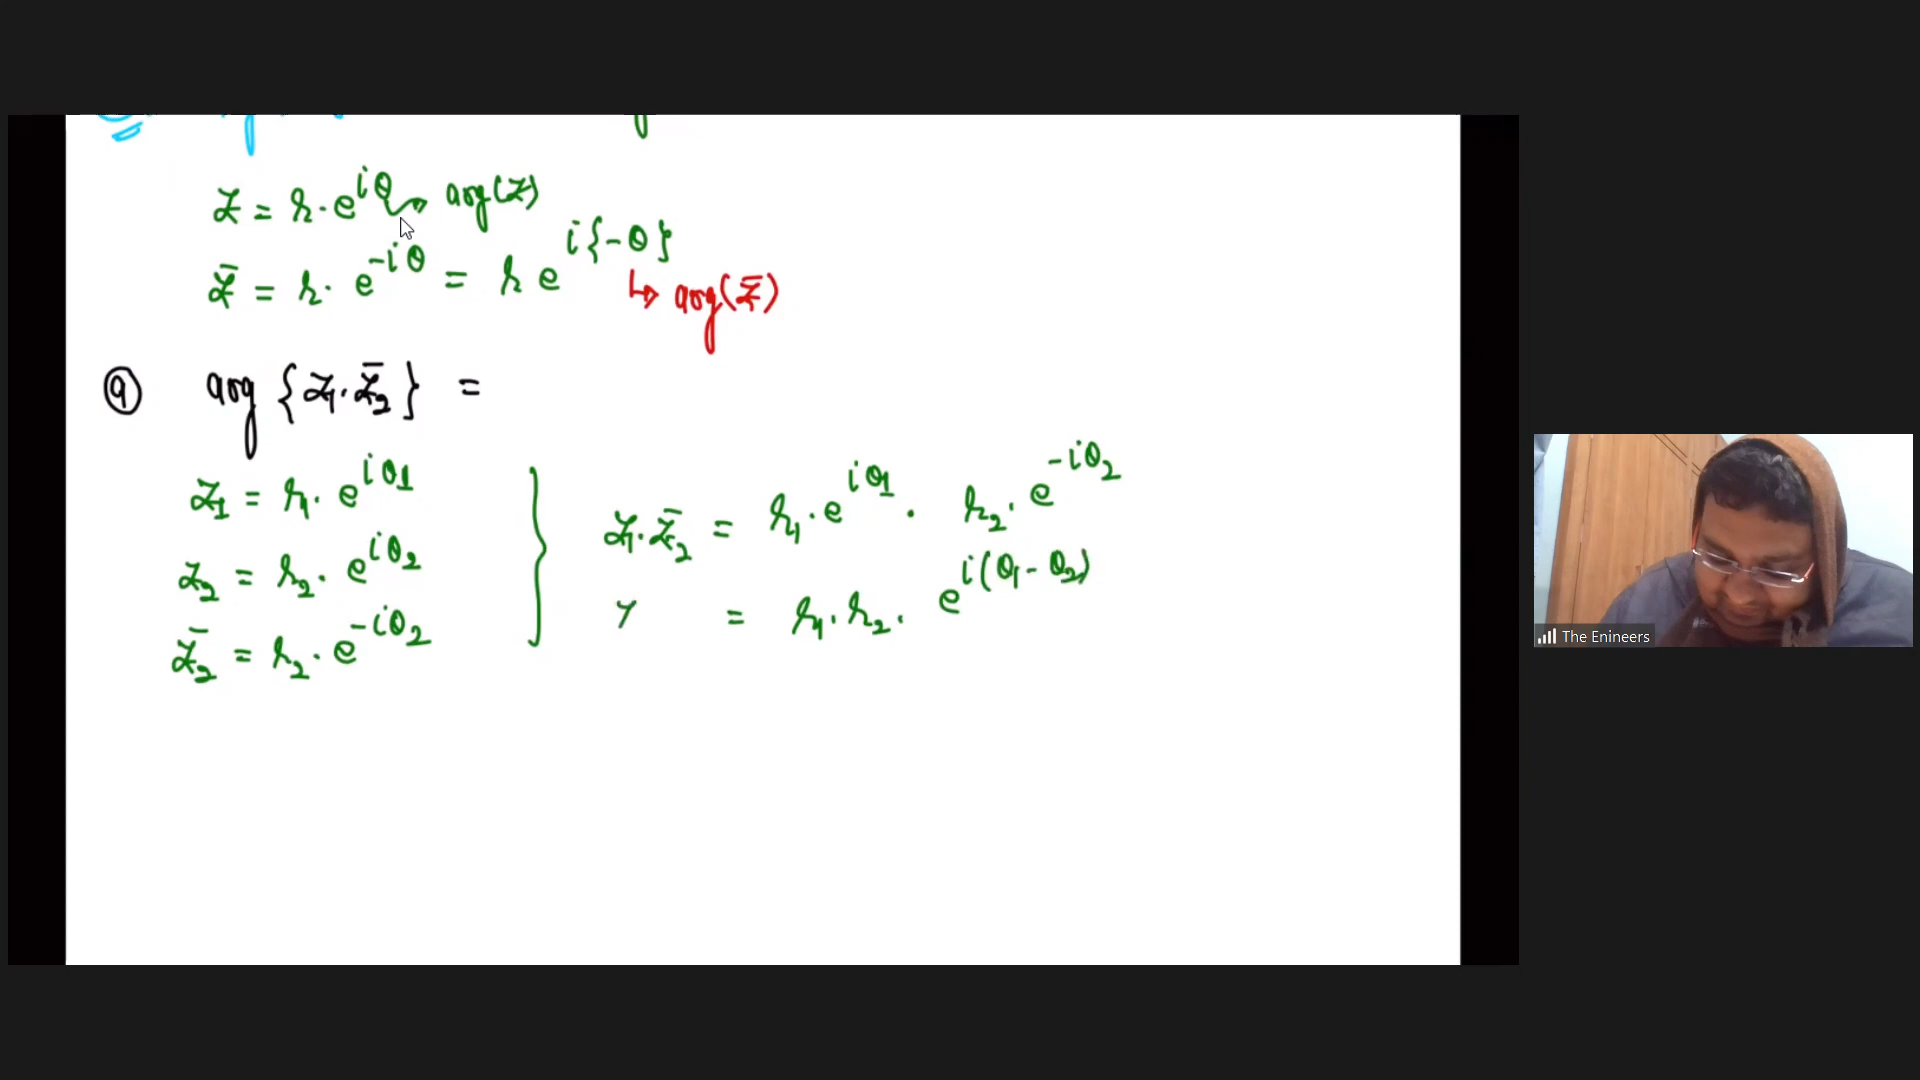 z = r·e^{iθ} → arg(z)
z̄ = r·e^{-iθ} = r e^{i{-θ}}
↳ arg(z̄)
(9) arg {z₁·z̄₂} =
z₁ = r₁·e^{iθ₁}
z₂ = r₂·e^{iθ₂}
z̄₂ = r₂·e^{-iθ₂}
z₁·z̄₂ = r₁·e^{iθ₁} · r₂·e^{-iθ₂}
= r₁·r₂·e^{i(θ₁-θ₂)}
The Enineers